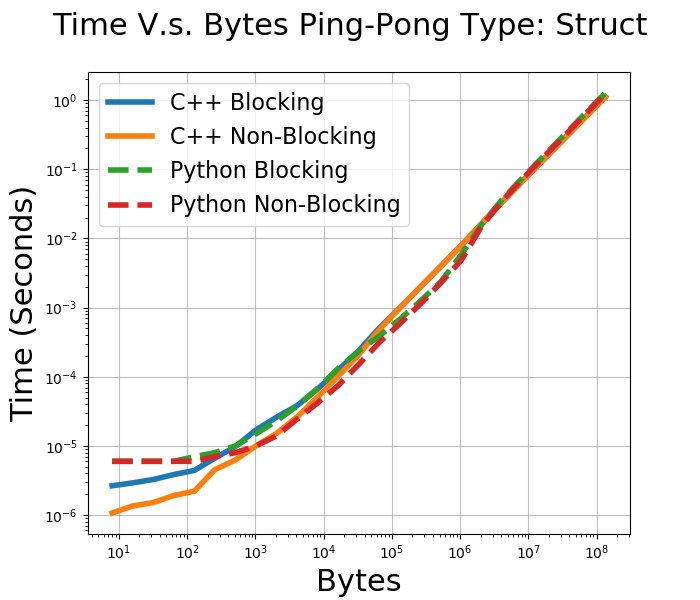 Time V.s. Bytes Ping-Pong Type: Struct
C++ Blocking
C++ Non-Blocking
Python Blocking
Python Non-Blocking
Time (Seconds)
10⁰
10⁻¹
10⁻²
10⁻³
10⁻⁴
10⁻⁵
10⁻⁶
10¹ 10² 10³ 10⁴ 10⁵ 10⁶ 10⁷ 10⁸
Bytes